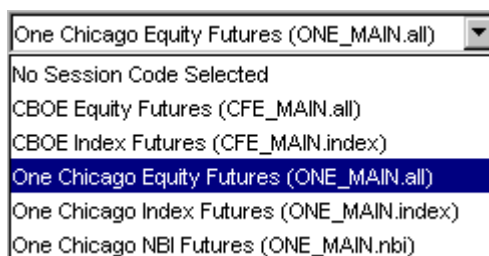 One Chicago Equity Futures (ONE_MAIN.all)
No Session Code Selected
CBOE Equity Futures (CFE_MAIN.all)
CBOE Index Futures (CFE_MAIN.index)
One Chicago Equity Futures (ONE_MAIN.all)
One Chicago Index Futures (ONE_MAIN.index)
One Chicago NBI Futures (ONE_MAIN.nbi)